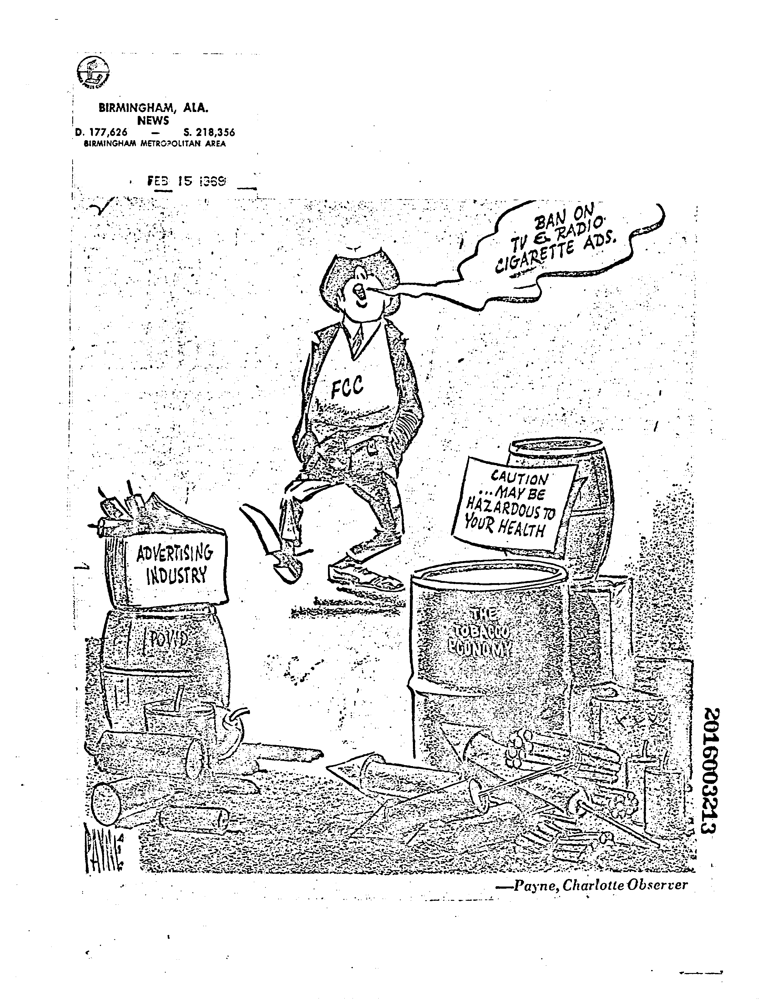 BIRMINGHAM, ALA.
NEWS
D. 177,626 — S. 218,356
BIRMINGHAM METROPOLITAN AREA
FEB 15 1969
BAN ON
TV & RADIO
CIGARETTE ADS.
FCC
CAUTION
...MAY BE
HAZARDOUS TO
YOUR HEALTH
ADVERTISING
INDUSTRY
THE
TOBACCO
ECONOMY
POWD
2016003213
PAYNE
—Payne, Charlotte Observer